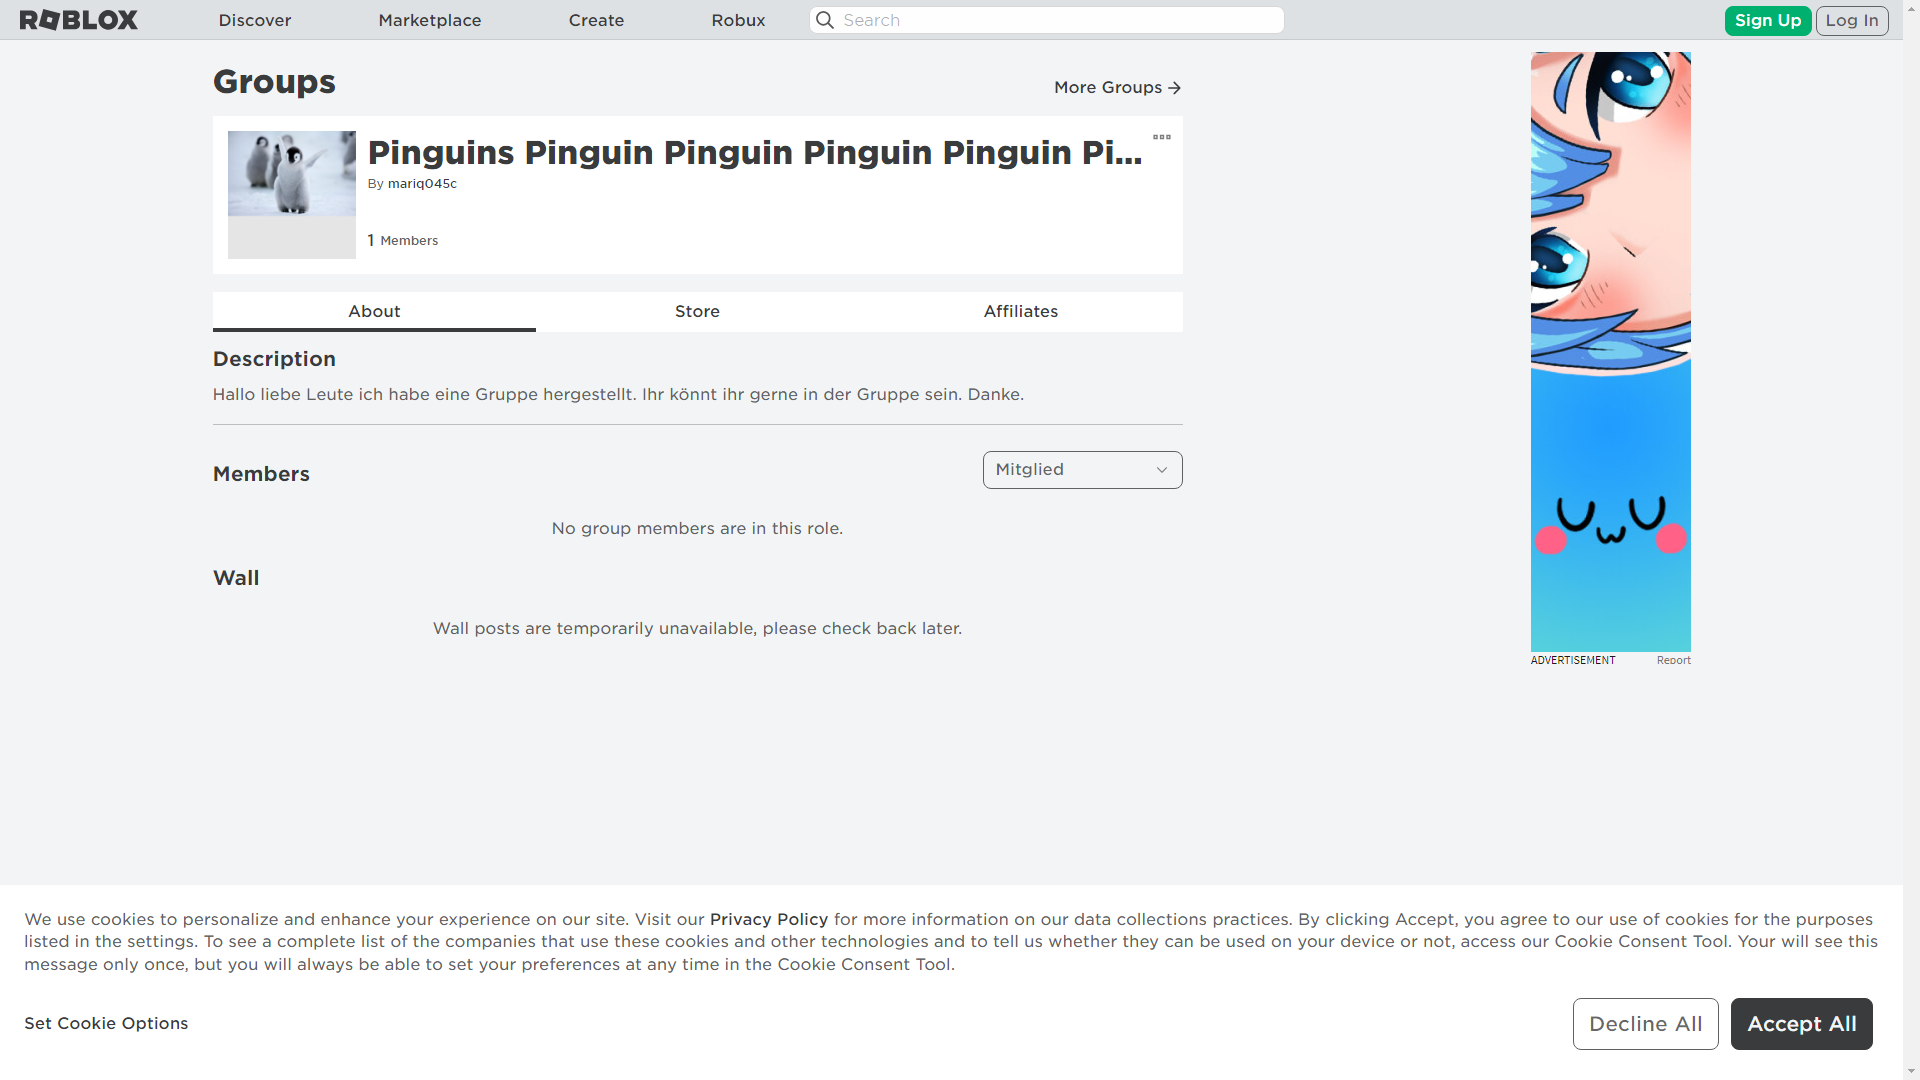 ROBLOX
Discover
Marketplace
Create
Robux
Search
Sign Up
Log In
Groups
More Groups
Pinguins Pinguin Pinguin Pinguin Pinguin Pi...
By mariq045c
1 Members
About
Store
Affiliates
Description
Hallo liebe Leute ich habe eine Gruppe hergestellt. Ihr könnt ihr gerne in der Gruppe sein. Danke.
Members
Mitglied
No group members are in this role.
Wall
Wall posts are temporarily unavailable, please check back later.
ADVERTISEMENT
Report
We use cookies to personalize and enhance your experience on our site. Visit our Privacy Policy for more information on our data collections practices. By clicking Accept, you agree to our use of cookies for the purposes
listed in the settings. To see a complete list of the companies that use these cookies and other technologies and to tell us whether they can be used on your device or not, access our Cookie Consent Tool. Your will see this
message only once, but you will always be able to set your preferences at any time in the Cookie Consent Tool.
Set Cookie Options
Decline All
Accept All